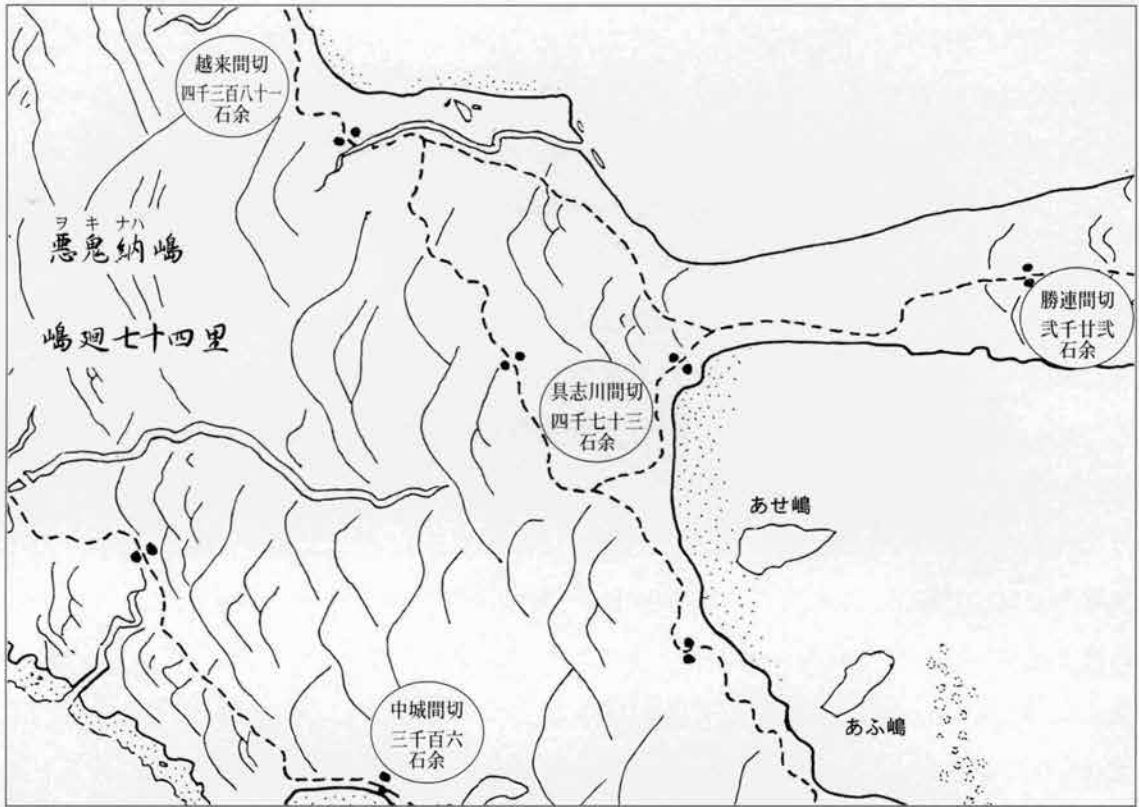 越来間切
四千三百八十一
石余
ヲキナハ
悪鬼納嶋
嶋廻七十四里
勝連間切
弐千廿弐
石余
具志川間切
四千七十三
石余
あせ嶋
あふ嶋
中城間切
三千百六
石余